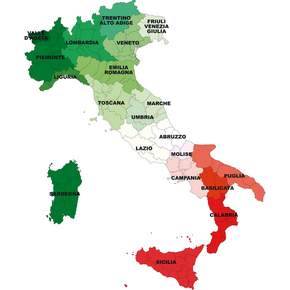 TRENTINO
ALTO ADIGE
FRIULI
VENEZIA
GIULIA
VALLE
D'AOSTA
LOMBARDIA
VENETO
PIEMONTE
EMILIA
ROMAGNA
LIGURIA
TOSCANA
MARCHE
UMBRIA
ABRUZZO
LAZIO
MOLISE
CAMPANIA
PUGLIA
BASILICATA
SARDEGNA
CALABRIA
SICILIA